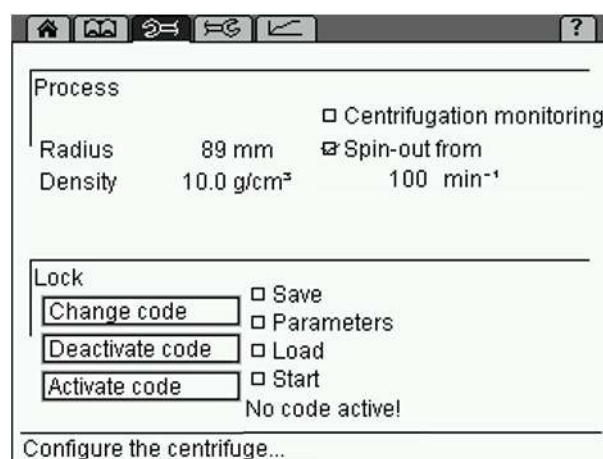 ?
Process
Centrifugation monitoring
Radius 89 mm Spin-out from
Density 10.0 g/cm³ 100 min⁻¹
Lock
Change code Save
Parameters
Deactivate code Load
Activate code Start
No code active!
Configure the centrifuge...